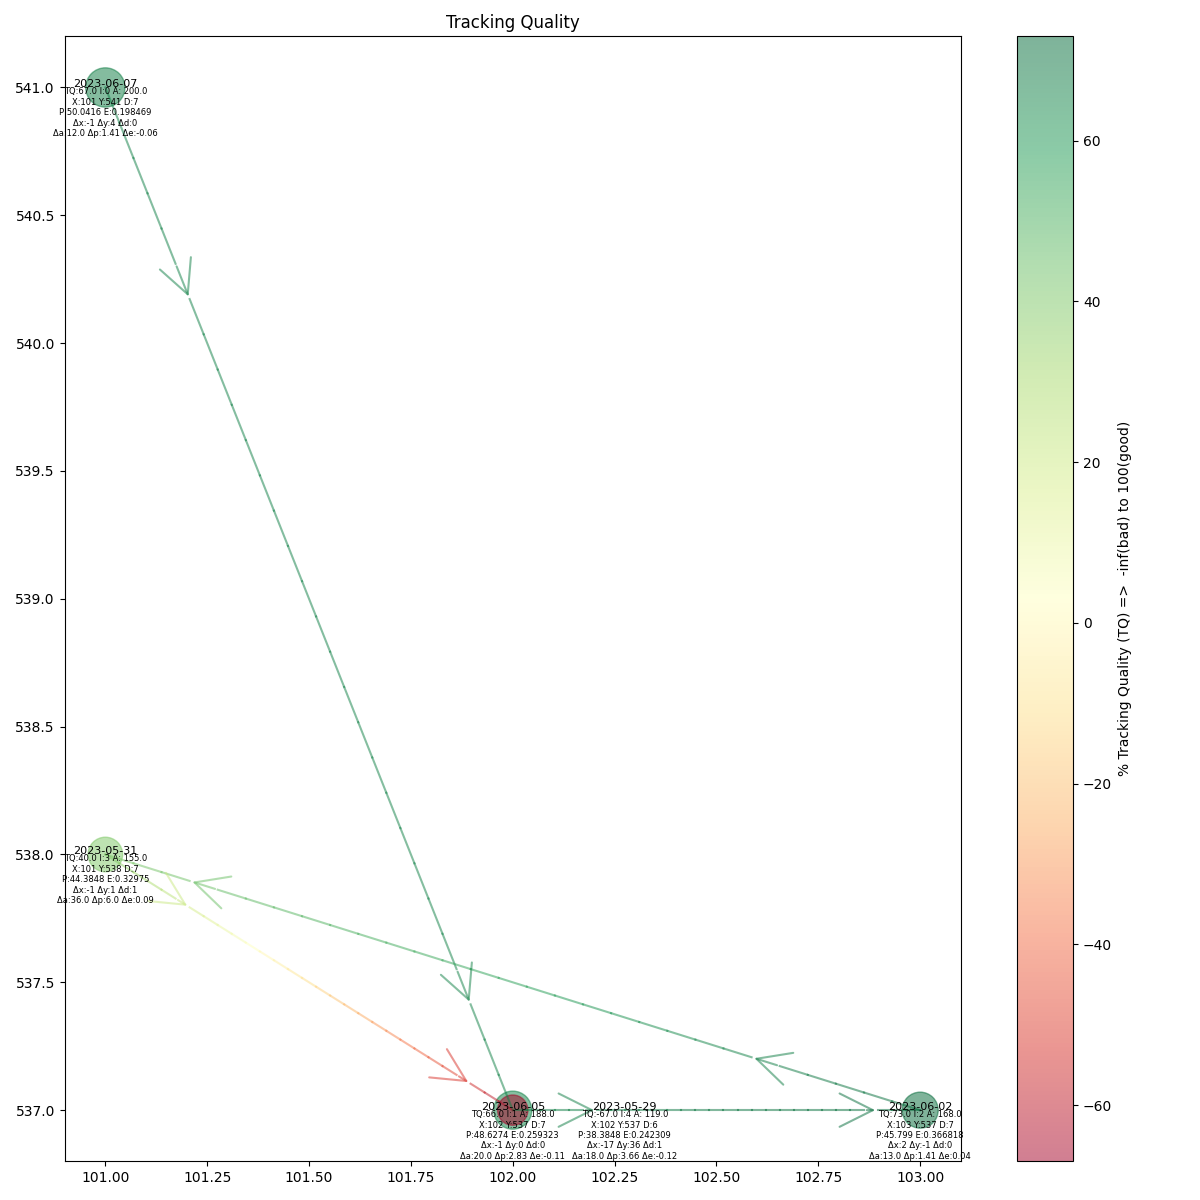 Tracking Quality
541.0
540.5
540.0
539.5
539.0
538.5
538.0
537.5
537.0
101.00
101.25
101.50
101.75
102.00
102.25
102.50
102.75
103.00
2023-06-07
TQ:67.0 I:0 A: 200.0
X:101 Y:541 D:7
P:50.0416 E:0.198469
Δx:-1 Δy:4 Δd:0
Δa:12.0 Δp:1.41 Δe:-0.06
2023-05-31
TQ:40.0 I:3 A: 155.0
X:101 Y:538 D:7
P:44.3848 E:0.32975
Δx:-1 Δy:1 Δd:1
Δa:36.0 Δp:6.0 Δe:0.09
2023-06-05
TQ:66.0 I:1 A: 188.0
X:102 Y:537 D:7
P:48.6274 E:0.259323
Δx:-1 Δy:0 Δd:0
Δa:20.0 Δp:2.83 Δe:-0.11
2023-05-29
TQ:-67.0 I:4 A: 119.0
X:102 Y:537 D:6
P:38.3848 E:0.242309
Δx:-17 Δy:36 Δd:1
Δa:18.0 Δp:3.66 Δe:-0.12
2023-06-02
TQ:73.0 I:2 A: 168.0
X:103 Y:537 D:7
P:45.799 E:0.366818
Δx:2 Δy:-1 Δd:0
Δa:13.0 Δp:1.41 Δe:0.04
60
40
20
0
−20
−40
−60
% Tracking Quality (TQ) =>  -inf(bad) to 100(good)